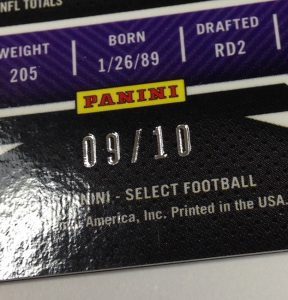 NFL TOTALS
WEIGHT BORN DRAFTED
205 1/26/89 RD2
PANINI
09/10
PANINI - SELECT FOOTBALL
America, Inc. Printed in the USA.